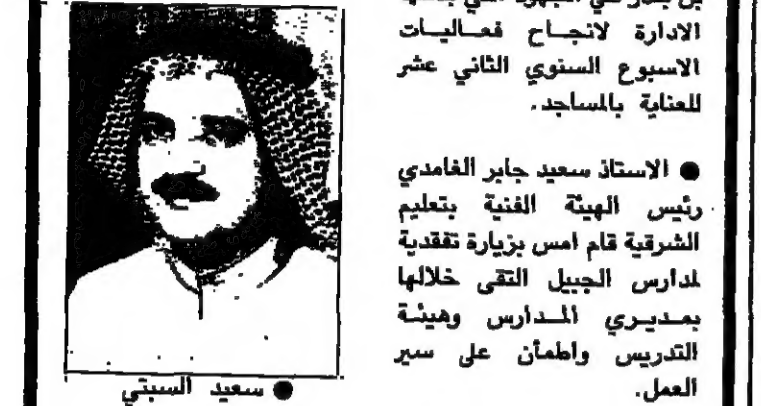 الادارة لانجاح فعاليات
الاسبوع السنوي الثاني عشر
للعناية بالمساجد.
● الاستاذ سعيد جابر الغامدي
رئيس الهيئة الفنية بتعليم
الشرقية قام امس بزيارة تفقدية
لمدارس الجبيل التقى خلالها
بمديري المدارس وهيئة
التدريس واطمأن على سير
العمل.
● سعيد السبتي